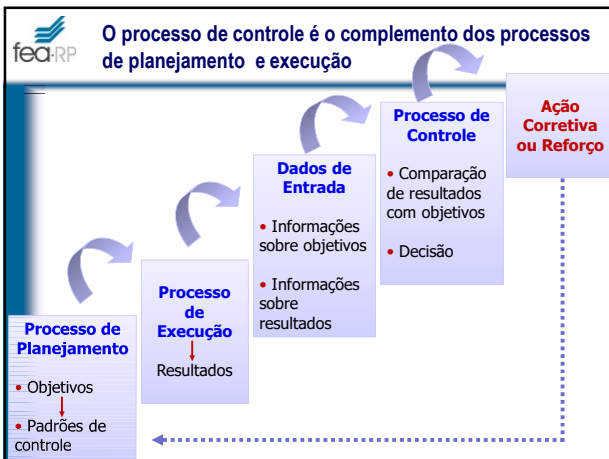 fea·RP
O processo de controle é o complemento dos processos
de planejamento e execução
Processo de
Planejamento
• Objetivos
• Padrões de
controle
Processo
de
Execução
Resultados
Dados de
Entrada
• Informações
sobre objetivos
• Informações
sobre
resultados
Processo de
Controle
• Comparação
de resultados
com objetivos
• Decisão
Ação
Corretiva
ou Reforço